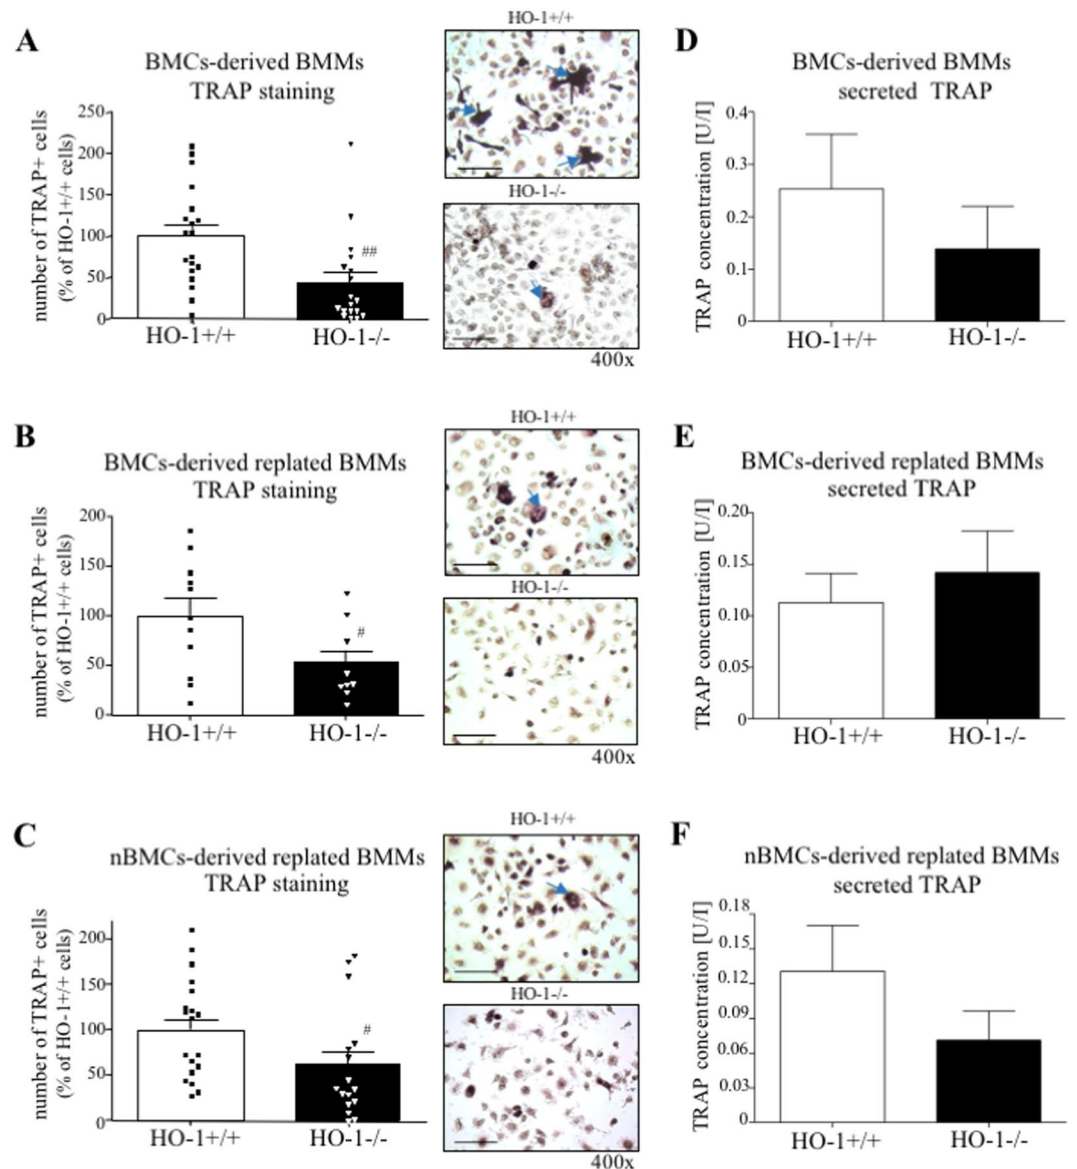 A
BMCs-derived BMMs
TRAP staining
number of TRAP+ cells
(% of HO-1+/+ cells)
250
200
150
100
50
0
##
HO-1+/+
HO-1-/-
HO-1+/+
HO-1-/-
400x
D
BMCs-derived BMMs
secreted TRAP
TRAP concentration [U/I]
0.4
0.3
0.2
0.1
0
HO-1+/+
HO-1-/-
B
BMCs-derived replated BMMs
TRAP staining
number of TRAP+ cells
(% of HO-1+/+ cells)
200
150
100
50
0
#
HO-1+/+
HO-1-/-
HO-1+/+
HO-1-/-
400x
E
BMCs-derived replated BMMs
secreted TRAP
TRAP concentration [U/I]
0.20
0.15
0.10
0.05
0
HO-1+/+
HO-1-/-
C
nBMCs-derived replated BMMs
TRAP staining
number of TRAP+ cells
(% of HO-1+/+ cells)
200
150
100
50
0
#
HO-1+/+
HO-1-/-
HO-1+/+
HO-1-/-
400x
F
nBMCs-derived replated BMMs
secreted TRAP
TRAP concentration [U/I]
0.18
0.15
0.12
0.09
0.06
0.03
0
HO-1+/+
HO-1-/-